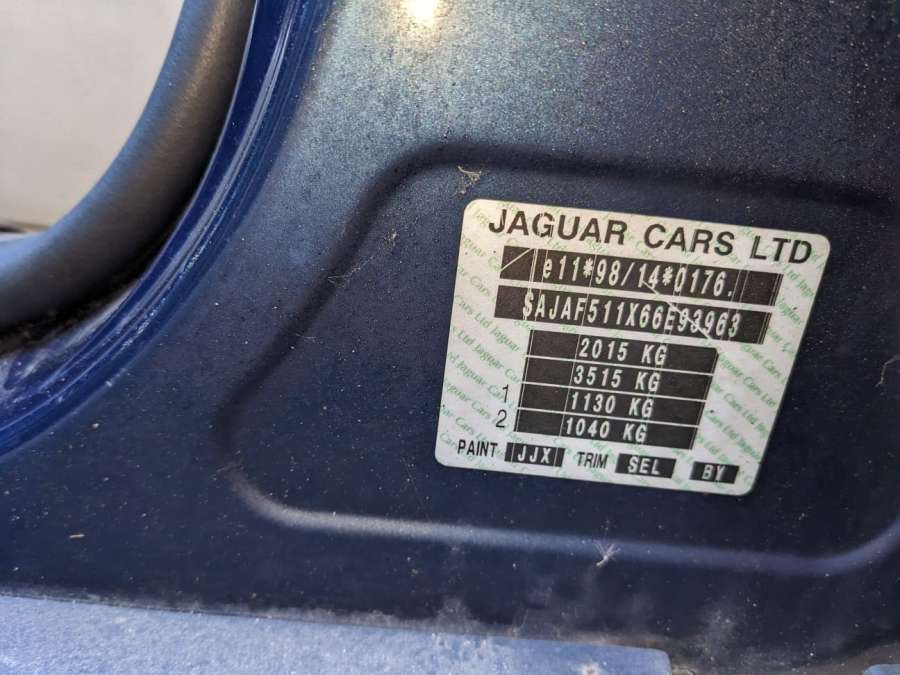 JAGUAR CARS LTD
e11*98/14*0176.
SAJAF511X66E93963
2015 KG
3515 KG
1 1130 KG
2 1040 KG
PAINT JJX TRIM SEL BY